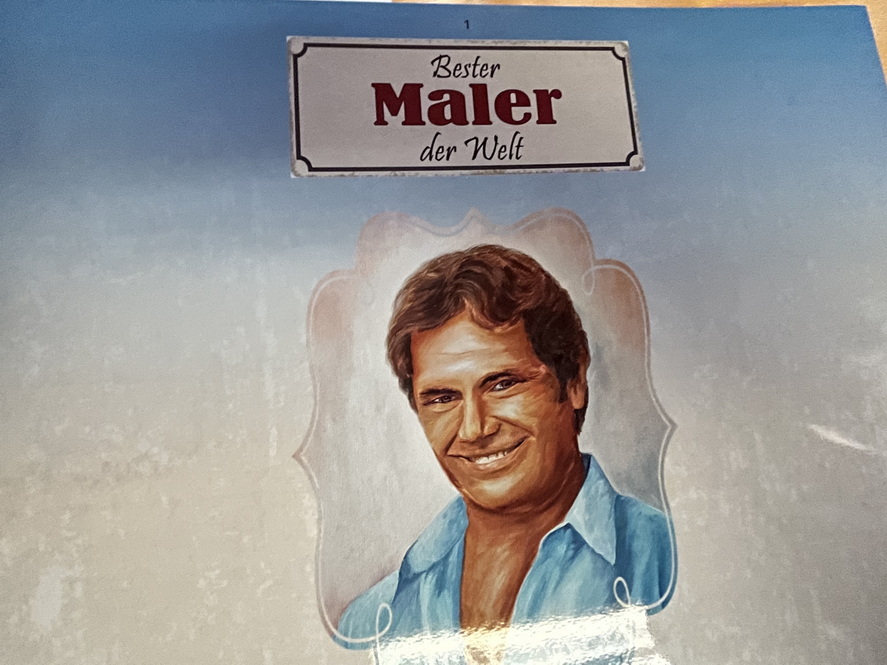 1
Bester
Maler
der Welt